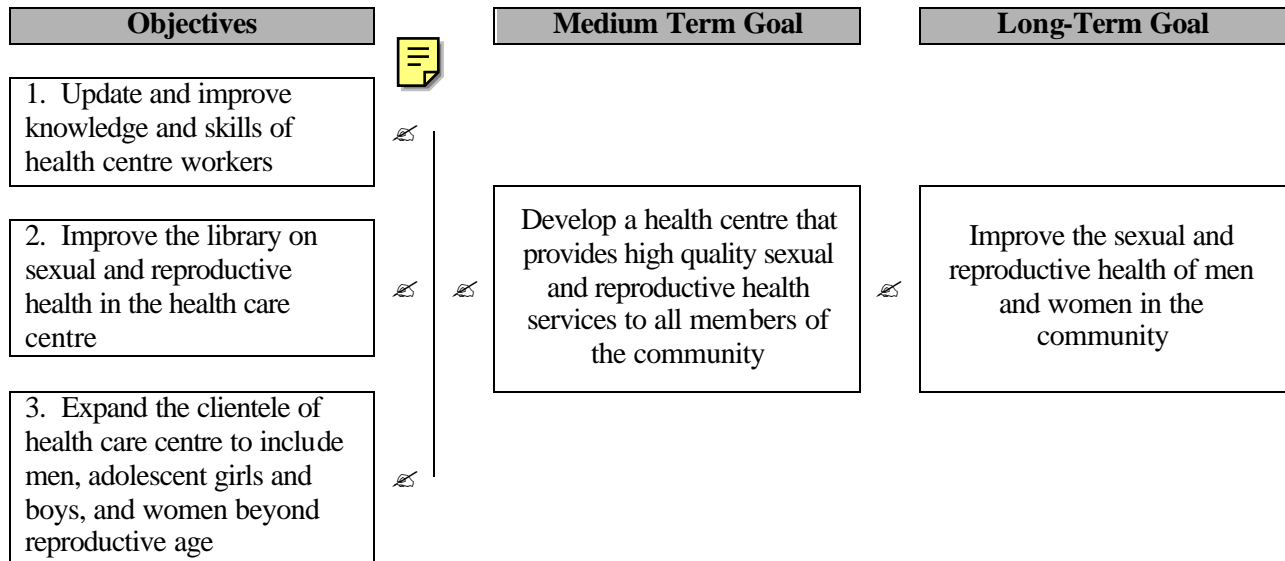 Objectives
Medium Term Goal
Long-Term Goal
1. Update and improve
knowledge and skills of
health centre workers
2. Improve the library on
sexual and reproductive
health in the health care
centre
3. Expand the clientele of
health care centre to include
men, adolescent girls and
boys, and women beyond
reproductive age
Develop a health centre that
provides high quality sexual
and reproductive health
services to all members of
the community
Improve the sexual and
reproductive health of men
and women in the
community